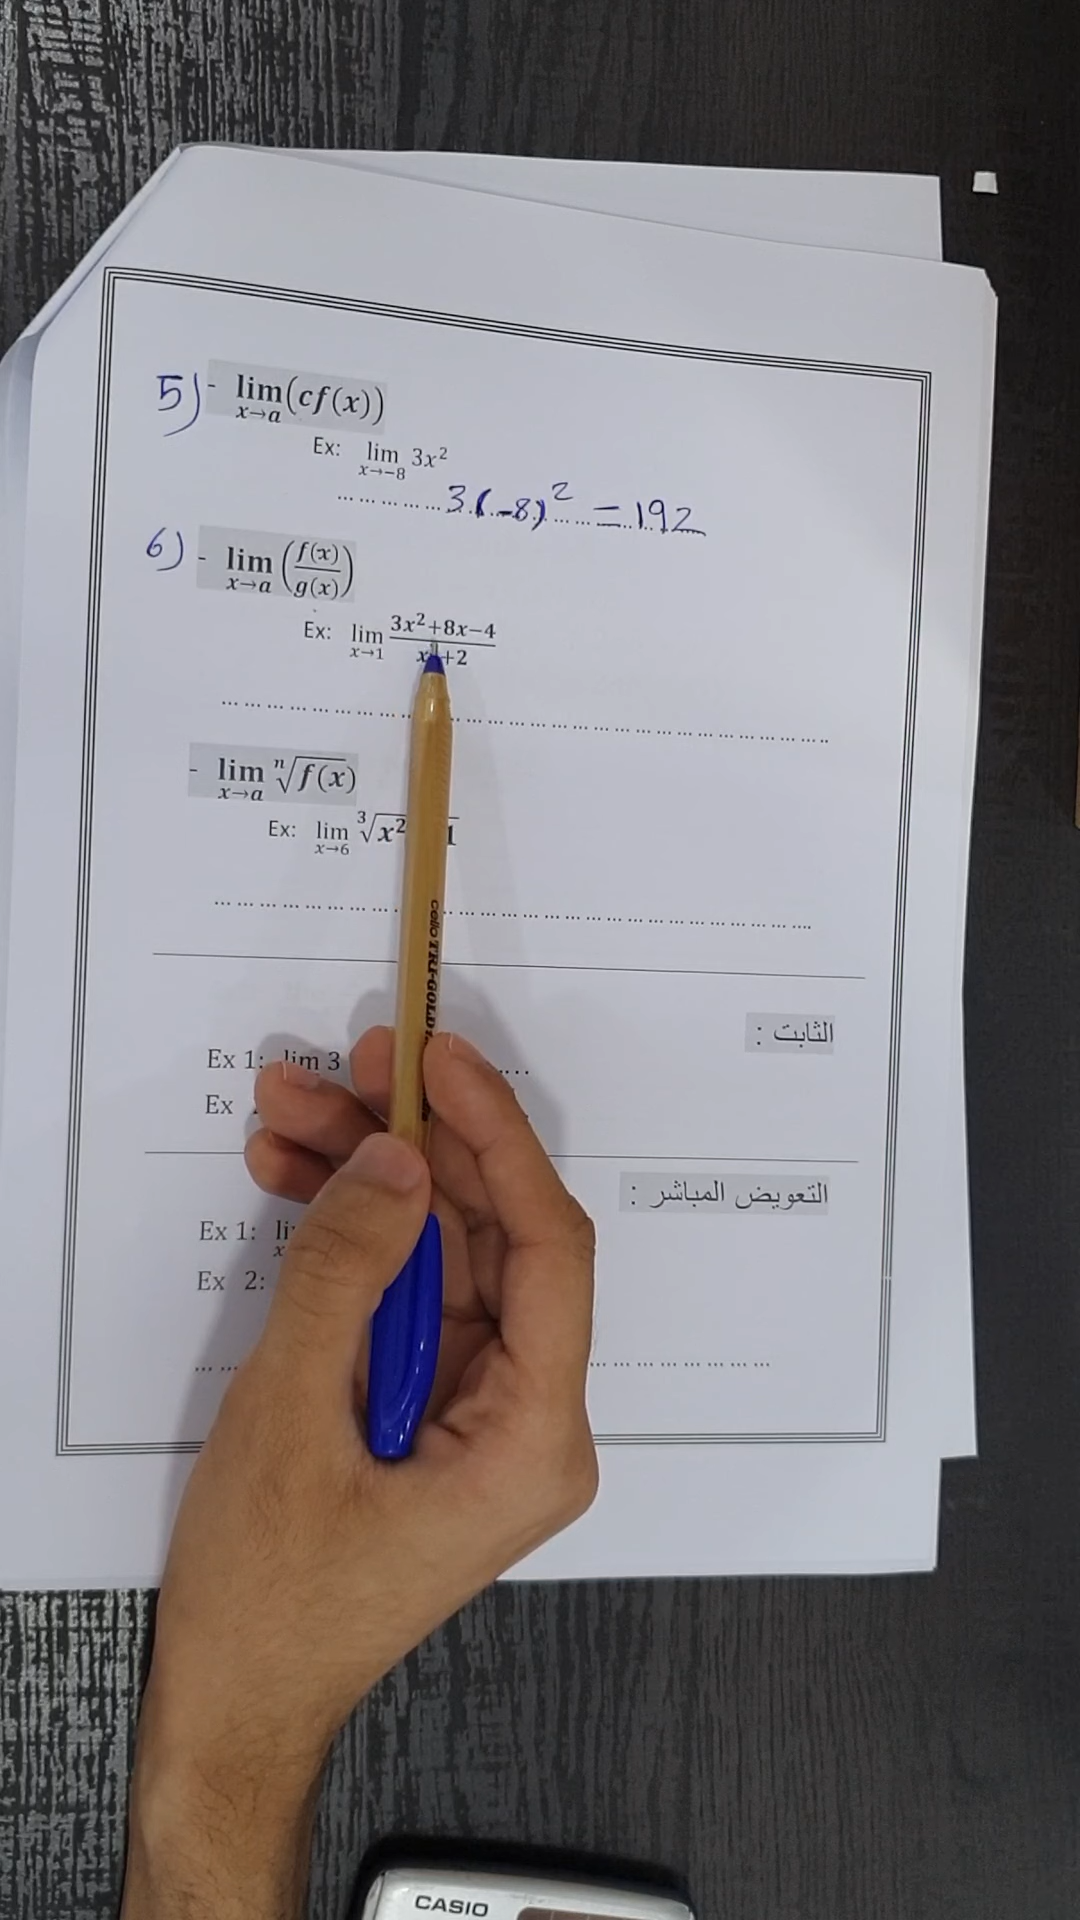 5) - lim x→a (cf(x))
Ex: lim x→-8 3x²
... ... ... ... ... 3.(-8)² = 192
6) - lim x→a (f(x)/g(x))
Ex: lim x→1 (3x²+8x−4)/(x +2)
- lim x→a ⁿ√f(x)
Ex: lim x→6 ³√x² 1
الثابت :
Ex 1: lim 3
Ex
التعويض المباشر :
Ex 1: li
x
Ex 2:
cello TRI-GOLD
CASIO